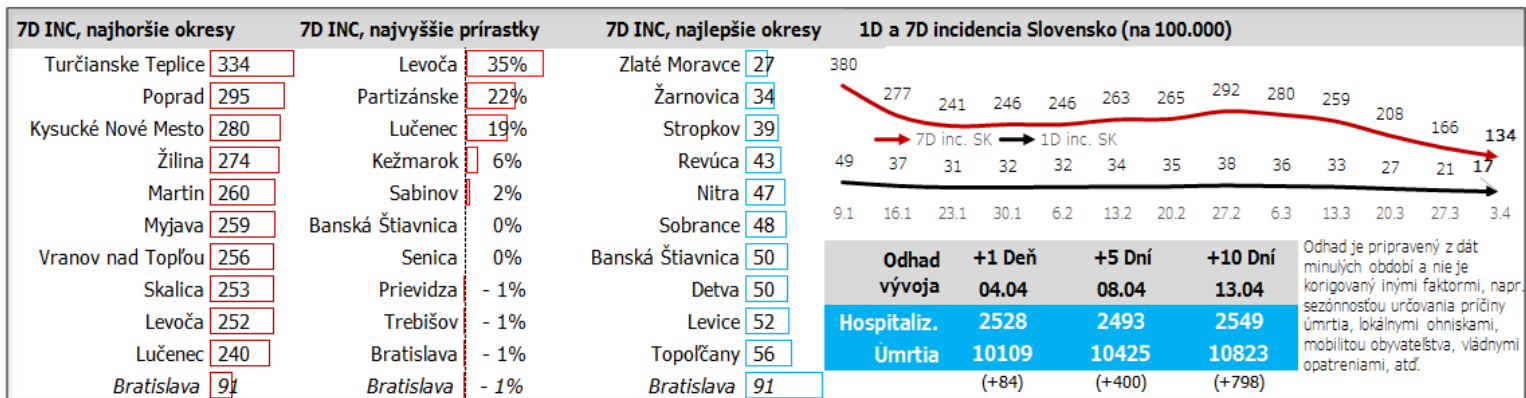 7D INC, najhoršie okresy
Turčianske Teplice 334
Poprad 295
Kysucké Nové Mesto 280
Žilina 274
Martin 260
Myjava 259
Vranov nad Topľou 256
Skalica 253
Levoča 252
Lučenec 240
Bratislava 91
7D INC, najvyššie prírastky
Levoča 35%
Partizánske 22%
Lučenec 19%
Kežmarok 6%
Sabinov 2%
Banská Štiavnica 0%
Senica 0%
Prievidza - 1%
Trebišov - 1%
Bratislava - 1%
Bratislava - 1%
7D INC, najlepšie okresy
Zlaté Moravce 27
Žarnovica 34
Stropkov 39
Revúca 43
Nitra 47
Sobrance 48
Banská Štiavnica 50
Detva 50
Levice 52
Topoľčany 56
Bratislava 91
1D a 7D incidencia Slovensko (na 100.000)
380 277 241 246 246 263 265 292 280 259 208 166 134
7D inc. SK 1D inc. SK
49 37 31 32 32 34 35 38 36 33 27 21 17
9.1 16.1 23.1 30.1 6.2 13.2 20.2 27.2 6.3 13.3 20.3 27.3 3.4
Odhad +1 Deň +5 Dní +10 Dní
vývoja 04.04 08.04 13.04
Hospitaliz. 2528 2493 2549
Úmrtia 10109 10425 10823
(+84) (+400) (+798)
Odhad je pripravený z dát
minulých období a nie je
korigovaný inými faktormi, napr.
sezónnosťou určovania príčiny
úmrtia, lokálnymi ohniskami,
mobilitou obyvateľstva, vládnymi
opatreniami, atď.